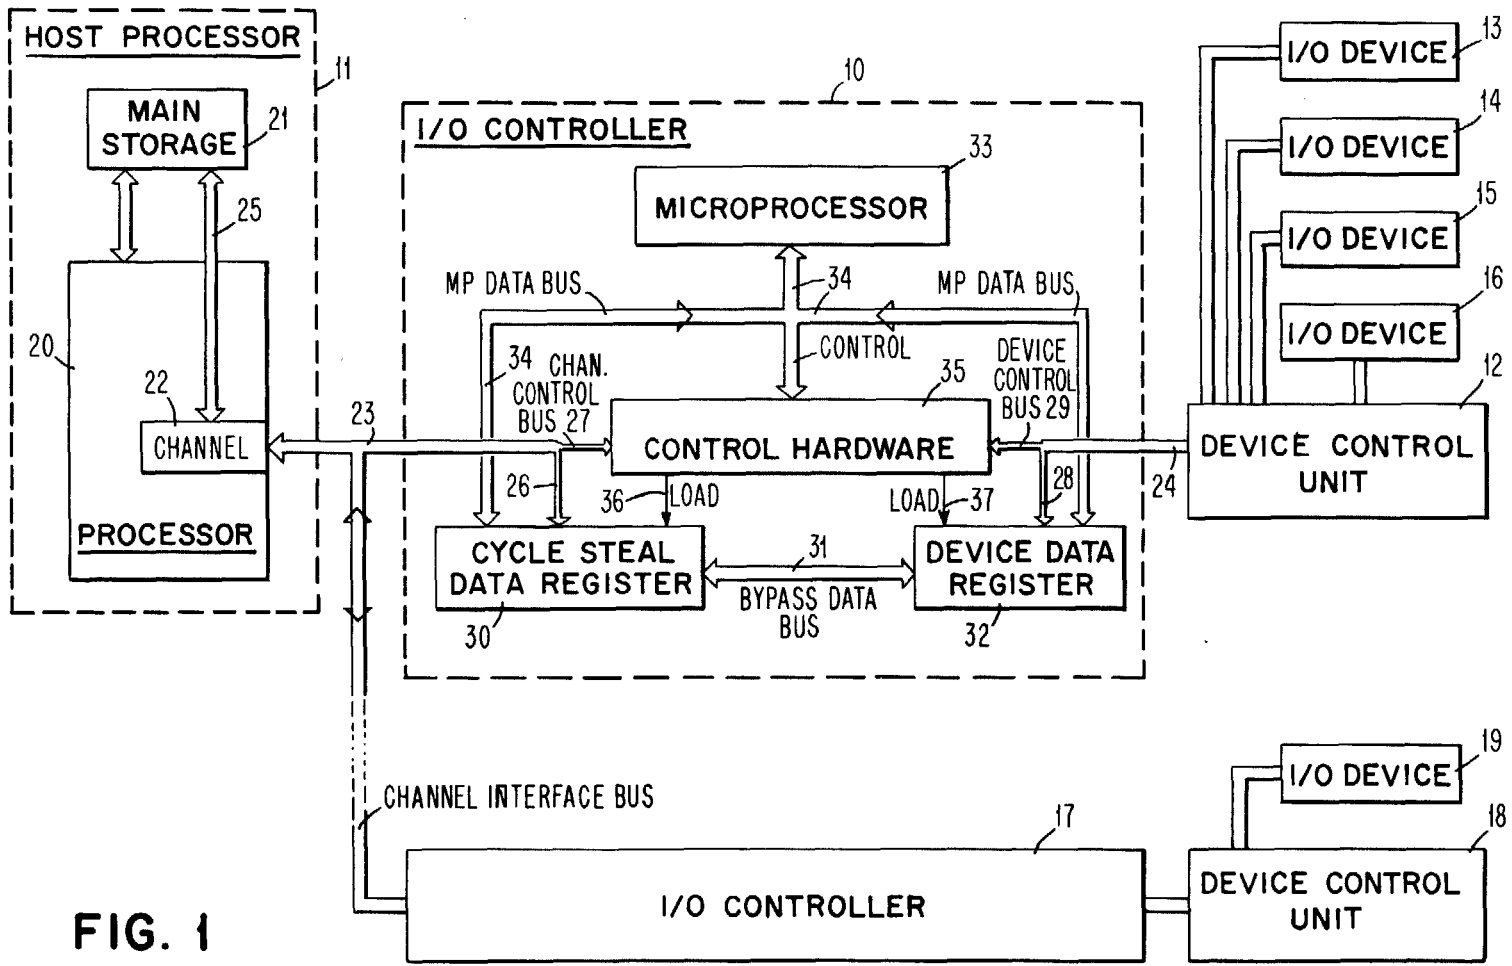 HOST PROCESSOR
11
MAIN
STORAGE
21
25
20
22
CHANNEL
PROCESSOR
23
10
I/O CONTROLLER
33
MICROPROCESSOR
MP DATA BUS
34
MP DATA BUS
CONTROL
34
CHAN.
CONTROL
BUS 27
35
DEVICE
CONTROL
BUS 29
CONTROL HARDWARE
26
36
LOAD
LOAD
37
28
24
CYCLE STEAL
DATA REGISTER
30
31
BYPASS DATA
BUS
DEVICE DATA
REGISTER
32
13
I/O DEVICE
14
I/O DEVICE
15
I/O DEVICE
16
I/O DEVICE
12
DEVICE CONTROL
UNIT
CHANNEL INTERFACE BUS
17
I/O CONTROLLER
19
I/O DEVICE
18
DEVICE CONTROL
UNIT
FIG. 1